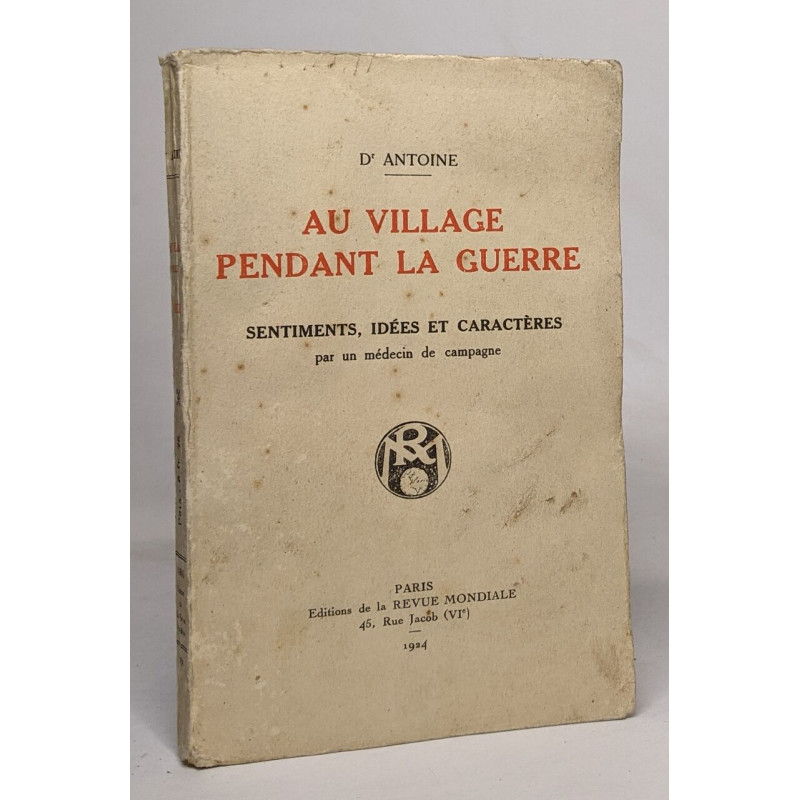 Dʳ ANTOINE
AU VILLAGE
PENDANT LA GUERRE
SENTIMENTS, IDÉES ET CARACTÈRES
par un médecin de campagne
RM
PARIS
Editions de la REVUE MONDIALE
45, Rue Jacob (VIᵉ)
1924